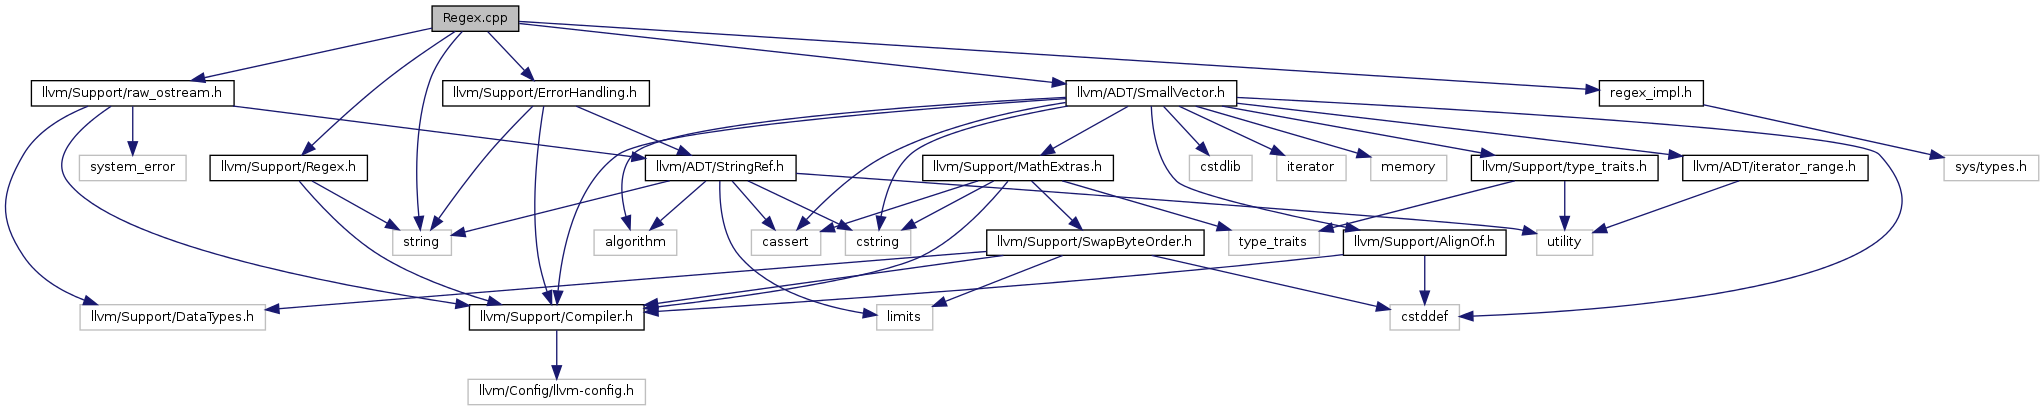 Regex.cpp
llvm/Support/raw_ostream.h
llvm/Support/ErrorHandling.h
llvm/ADT/SmallVector.h
regex_impl.h
system_error
llvm/Support/Regex.h
llvm/ADT/StringRef.h
llvm/Support/MathExtras.h
cstdlib
iterator
memory
llvm/Support/type_traits.h
llvm/ADT/iterator_range.h
sys/types.h
string
algorithm
cassert
cstring
llvm/Support/SwapByteOrder.h
type_traits
llvm/Support/AlignOf.h
utility
llvm/Support/DataTypes.h
llvm/Support/Compiler.h
limits
cstddef
llvm/Config/llvm-config.h